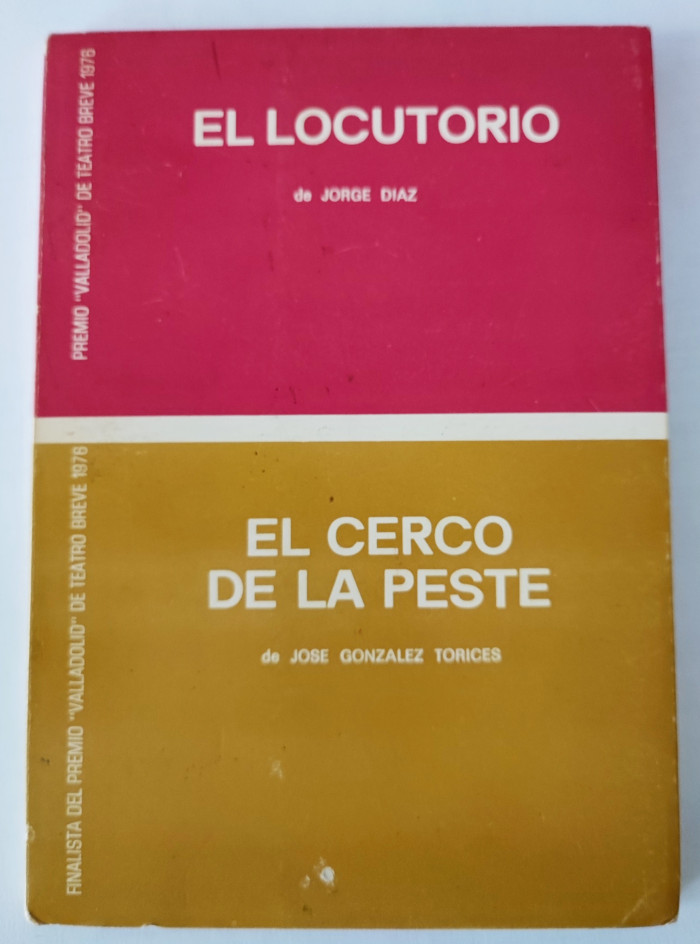 EL LOCUTORIO
de JORGE DIAZ
PREMIO "VALLADOLID" DE TEATRO BREVE 1976
EL CERCO
DE LA PESTE
de JOSE GONZALEZ TORICES
FINALISTA DEL PREMIO "VALLADOLID" DE TEATRO BREVE 1976